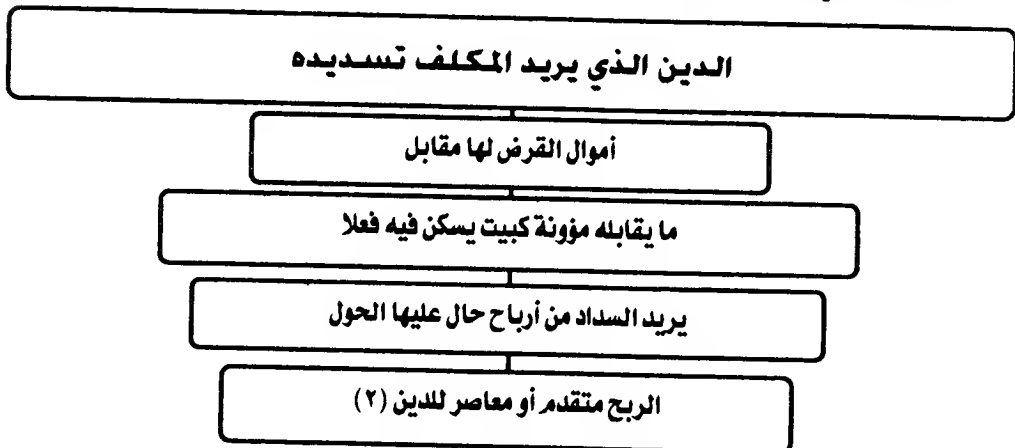 الدين الذي يريد المكلف تسديده
أموال القرض لها مقابل
ما يقابله مؤونة كبيت يسكن فيه فعلا
يريد السداد من أرباح حال عليها الحول
الربح متقدم أو معاصر للدين (٢)